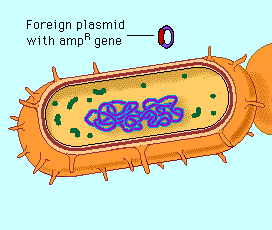 Foreign plasmid
with ampᴿ gene